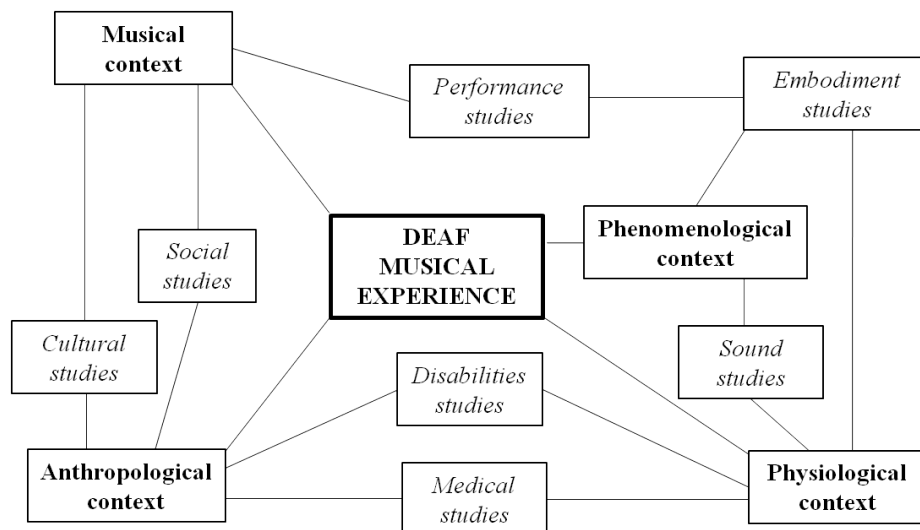 Musical
context
Performance
studies
Embodiment
studies
Social
studies
DEAF
MUSICAL
EXPERIENCE
Phenomenological
context
Cultural
studies
Disabilities
studies
Sound
studies
Anthropological
context
Medical
studies
Physiological
context